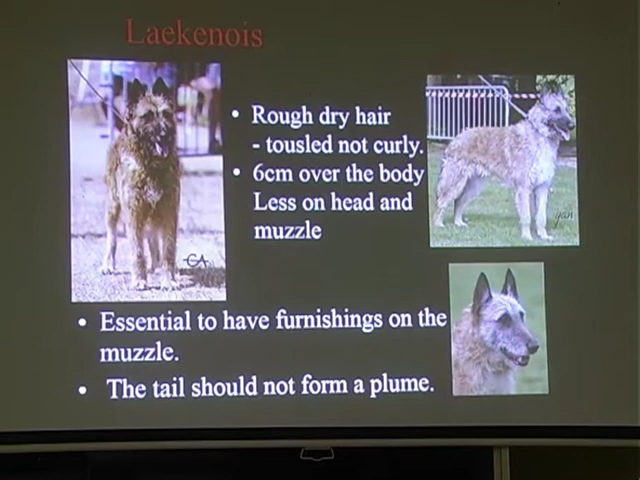 Laekenois
• Rough dry hair
- tousled not curly.
• 6cm over the body
Less on head and
muzzle
• Essential to have furnishings on the
muzzle.
• The tail should not form a plume.